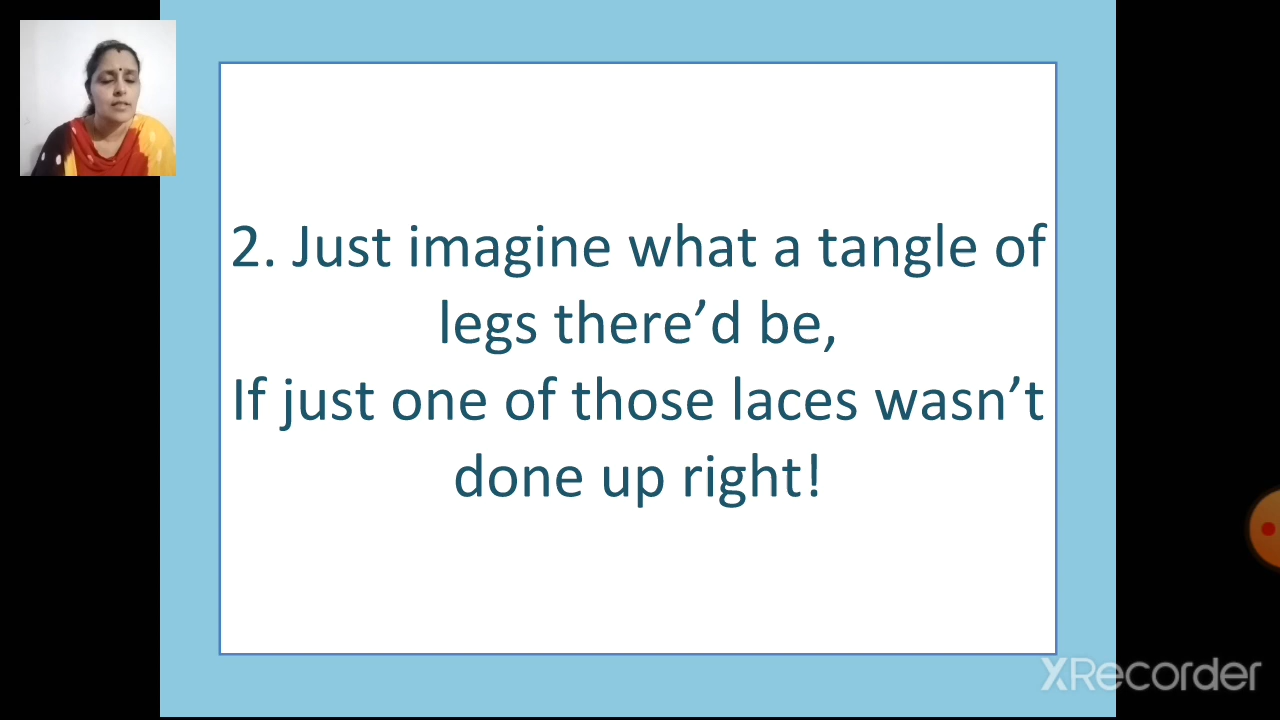 2. Just imagine what a tangle of
legs there’d be,
If just one of those laces wasn’t
done up right!
XRecorder